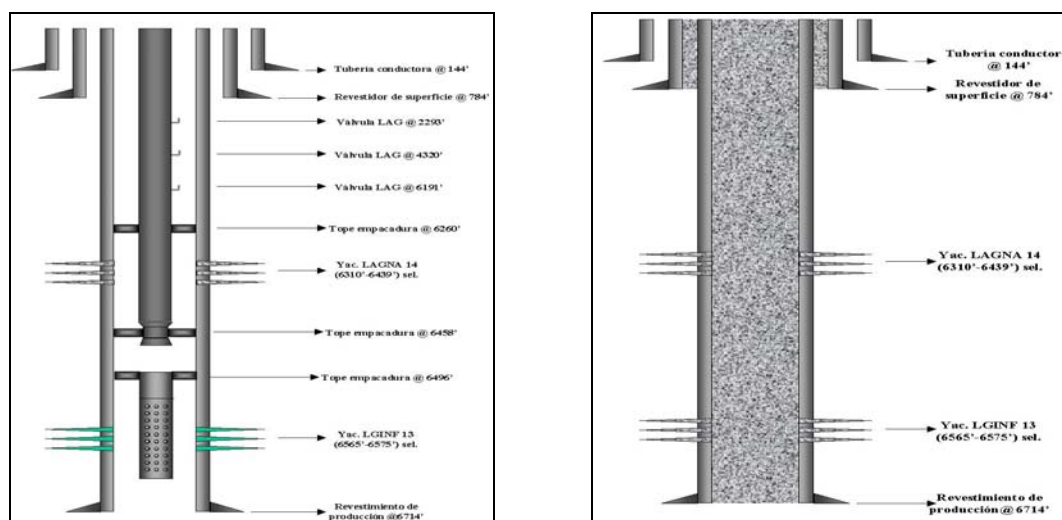 Tubería conductora @ 144'
Revestidor de superficie @ 784'
Válvula LAG @ 2293'
Válvula LAG @ 4320'
Válvula LAG @ 6191'
Tope empacadura @ 6260'
Yac. LAGNA 14
(6310'-6439') sel.
Tope empacadura @ 6458'
Tope empacadura @ 6496'
Yac. LGINF 13
(6565'-6575') sel.
Revestimiento de
producción @6714'
Tubería conductora
@ 144'
Revestidor de
superficie @ 784'
Yac. LAGNA 14
(6310'-6439') sel.
Yac. LGINF 13
(6565'-6575') sel.
Revestimiento de
producción @6714'